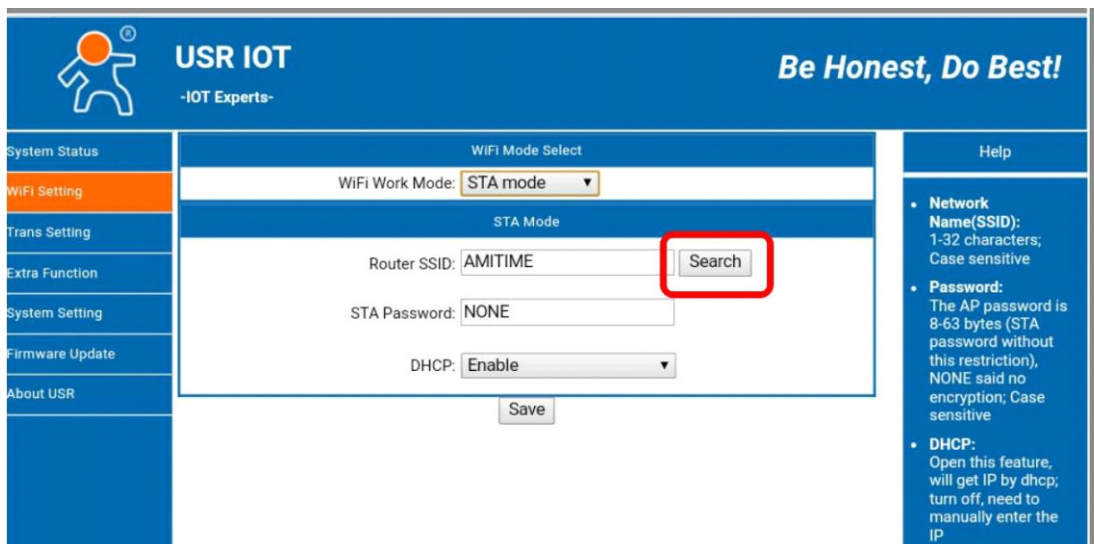 ®
USR IOT
-IOT Experts-
Be Honest, Do Best!
System Status
WiFi Setting
Trans Setting
Extra Function
System Setting
Firmware Update
About USR
WiFi Mode Select
WiFi Work Mode: STA mode
STA Mode
Router SSID: AMITIME Search
STA Password: NONE
DHCP: Enable
Save
Help
• Network
Name(SSID):
1-32 characters;
Case sensitive
• Password:
The AP password is
8-63 bytes (STA
password without
this restriction),
NONE said no
encryption; Case
sensitive
• DHCP:
Open this feature,
will get IP by dhcp;
turn off, need to
manually enter the
IP